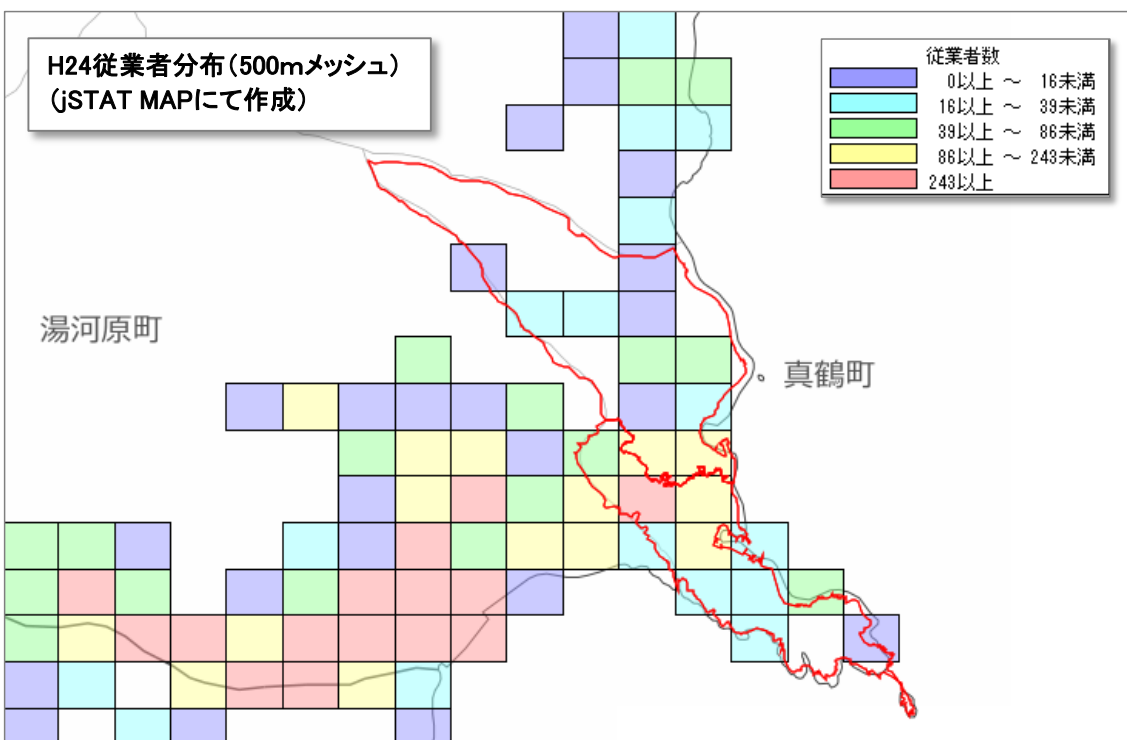 H24従業者分布(500mメッシュ)
(jSTAT MAPにて作成)
従業者数
0以上 ～ 16未満
16以上 ～ 39未満
39以上 ～ 86未満
86以上 ～ 243未満
243以上
湯河原町
真鶴町